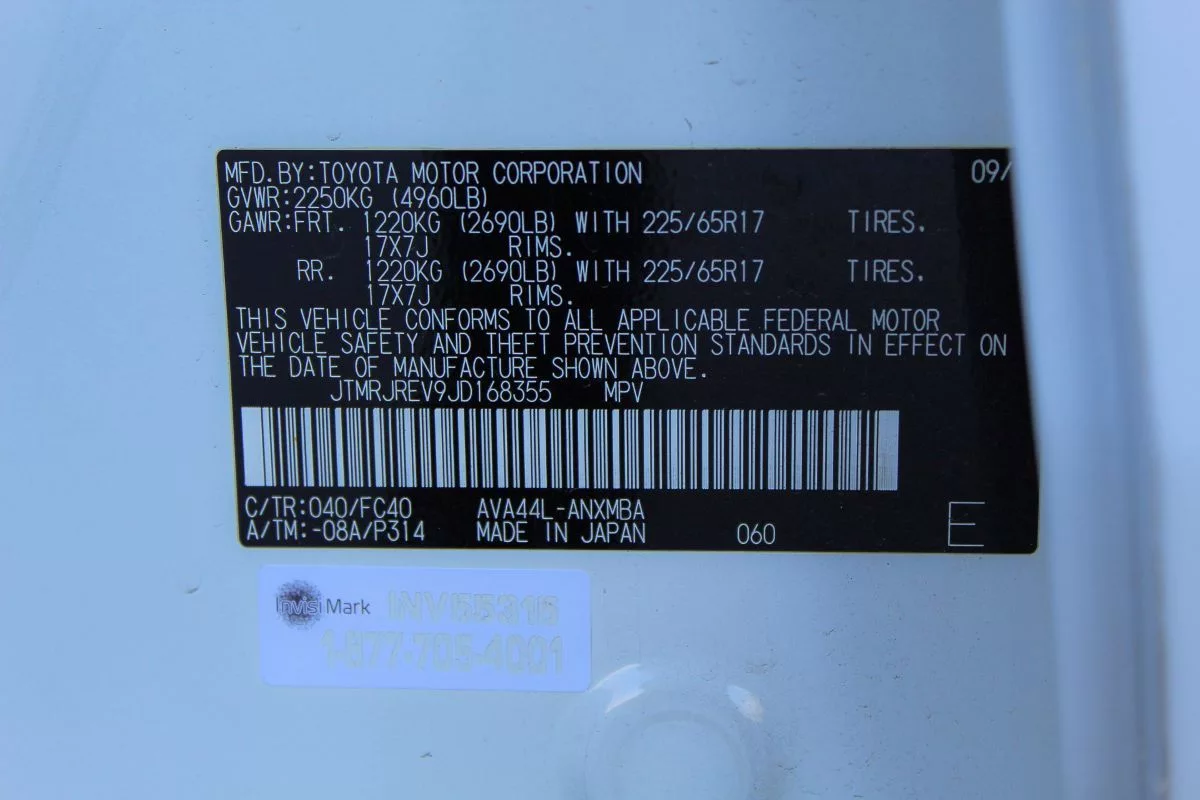 MFD.BY:TOYOTA MOTOR CORPORATION 09/
GVWR:2250KG (4960LB)
GAWR:FRT. 1220KG (2690LB) WITH 225/65R17 TIRES.
17X7J RIMS.
RR. 1220KG (2690LB) WITH 225/65R17 TIRES.
17X7J RIMS.
THIS VEHICLE CONFORMS TO ALL APPLICABLE FEDERAL MOTOR
VEHICLE SAFETY AND THEFT PREVENTION STANDARDS IN EFFECT ON
THE DATE OF MANUFACTURE SHOWN ABOVE.
JTMRJREV9JD168355 MPV
C/TR:040/FC40 AVA44L-ANXMBA
A/TM:-08A/P314 MADE IN JAPAN 060 E
InvisiMark INV55315
1-877-705-4001